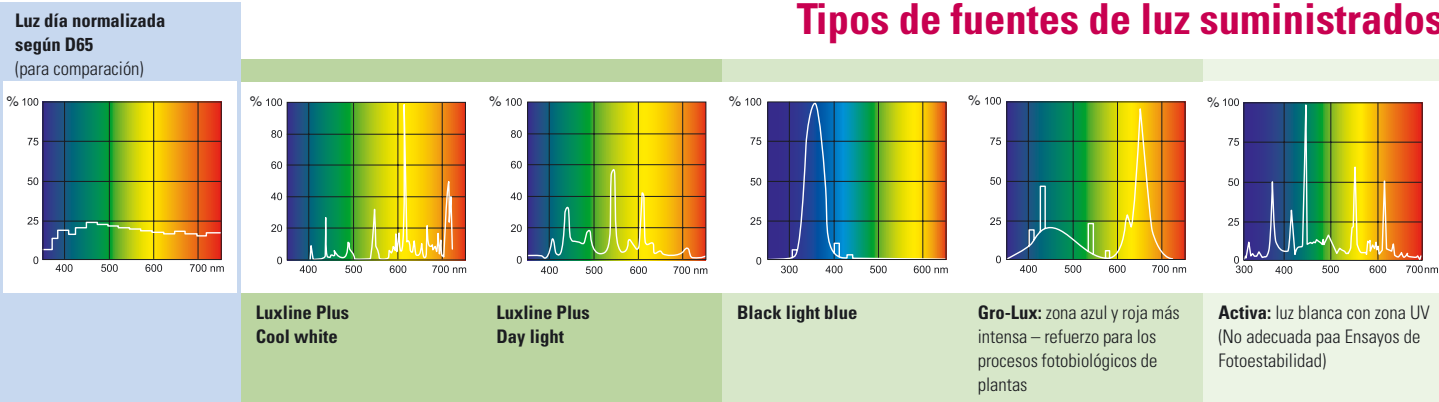 Tipos de fuentes de luz suministrados
Luz día normalizada
según D65
(para comparación)
% 100
75
50
25
0
400 500 600 700 nm
% 100
80
60
40
20
0
400 500 600 700 nm
% 100
80
60
40
20
0
400 500 600 700 nm
% 100
75
50
25
0
300 400 500 600 nm
% 100
75
50
25
0
400 500 600 700 nm
% 100
75
50
25
0
300 400 500 600 700nm
Luxline Plus
Cool white
Luxline Plus
Day light
Black light blue
Gro-Lux: zona azul y roja más
intensa – refuerzo para los
procesos fotobiológicos de
plantas
Activa: luz blanca con zona UV
(No adecuada paa Ensayos de
Fotoestabilidad)